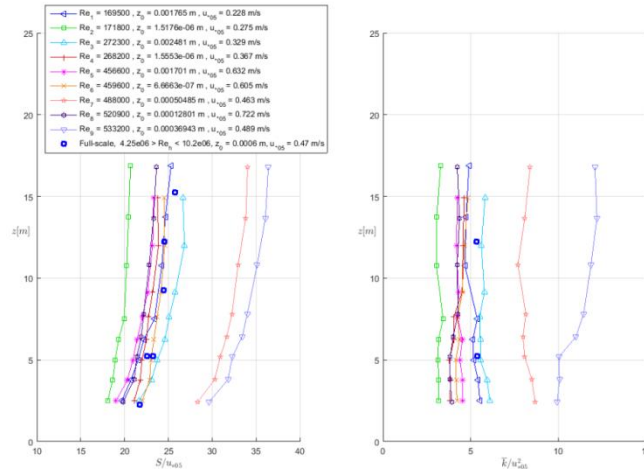 Re₁ = 169500 , z₀ = 0.001765 m , u*₀₅ = 0.228 m/s
Re₂ = 171800 , z₀ = 1.5176e-06 m , u*₀₅ = 0.275 m/s
Re₃ = 272300 , z₀ = 0.002481 m , u*₀₅ = 0.329 m/s
Re₄ = 268200 , z₀ = 1.5553e-06 m , u*₀₅ = 0.367 m/s
Re₅ = 456600 , z₀ = 0.001701 m , u*₀₅ = 0.632 m/s
Re₆ = 459600 , z₀ = 6.6663e-07 m , u*₀₅ = 0.605 m/s
Re₇ = 488000 , z₀ = 0.00050485 m , u*₀₅ = 0.463 m/s
Re₈ = 520900 , z₀ = 0.00012801 m , u*₀₅ = 0.722 m/s
Re₉ = 533200 , z₀ = 0.00036943 m , u*₀₅ = 0.489 m/s
Full-scale, 4.25e06 > Reₕ < 10.2e06, z₀ = 0.0006 m, u*₀₅ = 0.47 m/s
25
20
15
z[m]
10
5
0
10 15 20 25 30 35 40
S/u*₀₅
25
20
15
z[m]
10
5
0
0 5 10 15
k̄/u²*₀₅